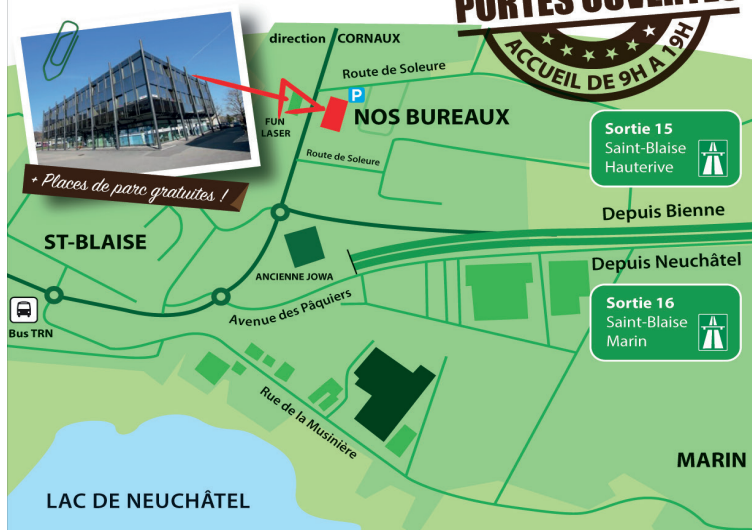 PORTES OUVERTES
ACCUEIL DE 9H A 19H
direction CORNAUX
Route de Soleure
P
NOS BUREAUX
FUN
LASER
Route de Soleure
+ Places de parc gratuites !
Sortie 15
Saint-Blaise
Hauterive
Depuis Bienne
ST-BLAISE
ANCIENNE JOWA
Depuis Neuchâtel
Avenue des Pâquiers
Sortie 16
Saint-Blaise
Marin
Bus TRN
Rue de la Musinière
MARIN
LAC DE NEUCHÂTEL